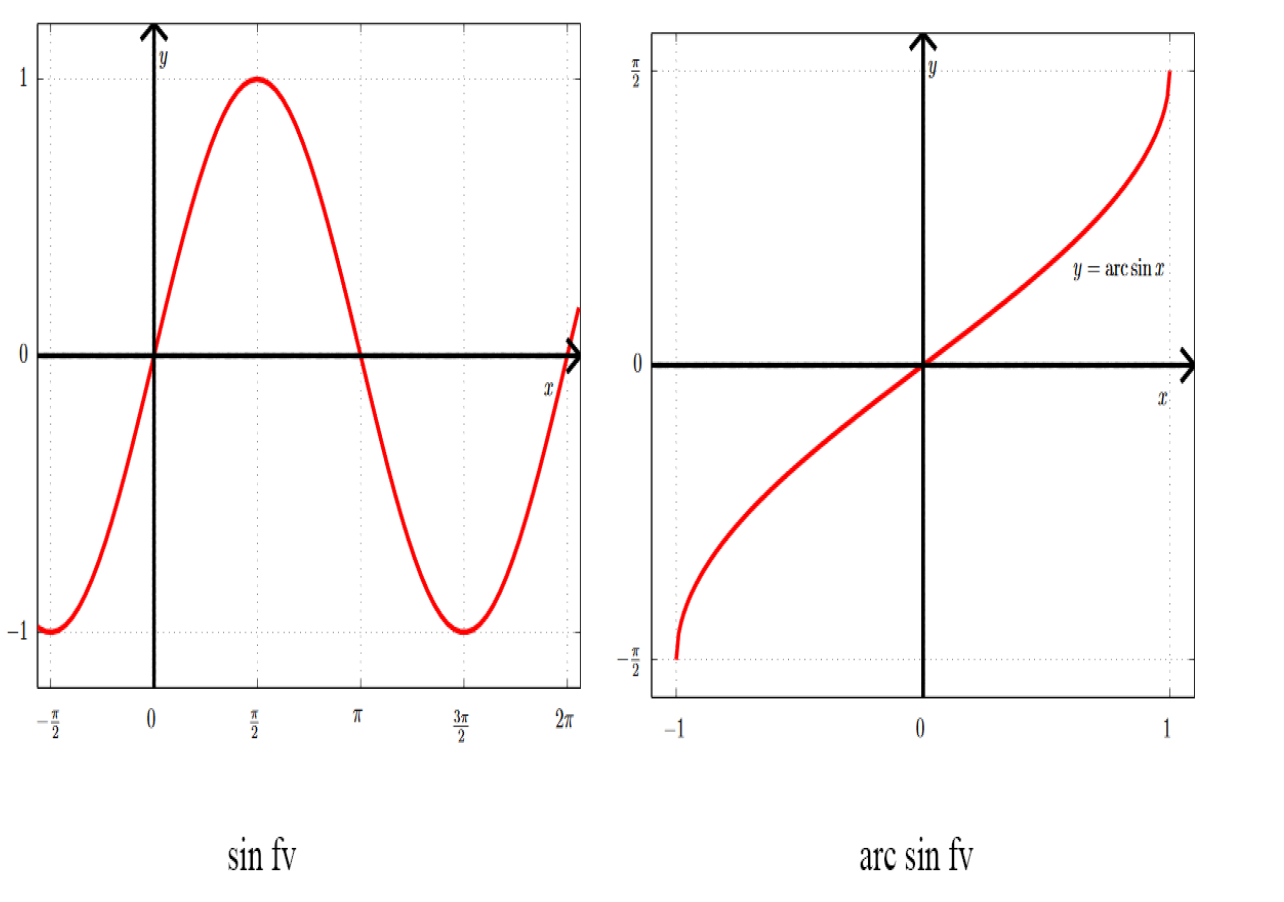 y
1
0
x
−1
−π/2 0 π/2 π 3π/2 2π
sin fv
π/2
y
y = arc sin x
0
x
−π/2
−1 0 1
arc sin fv